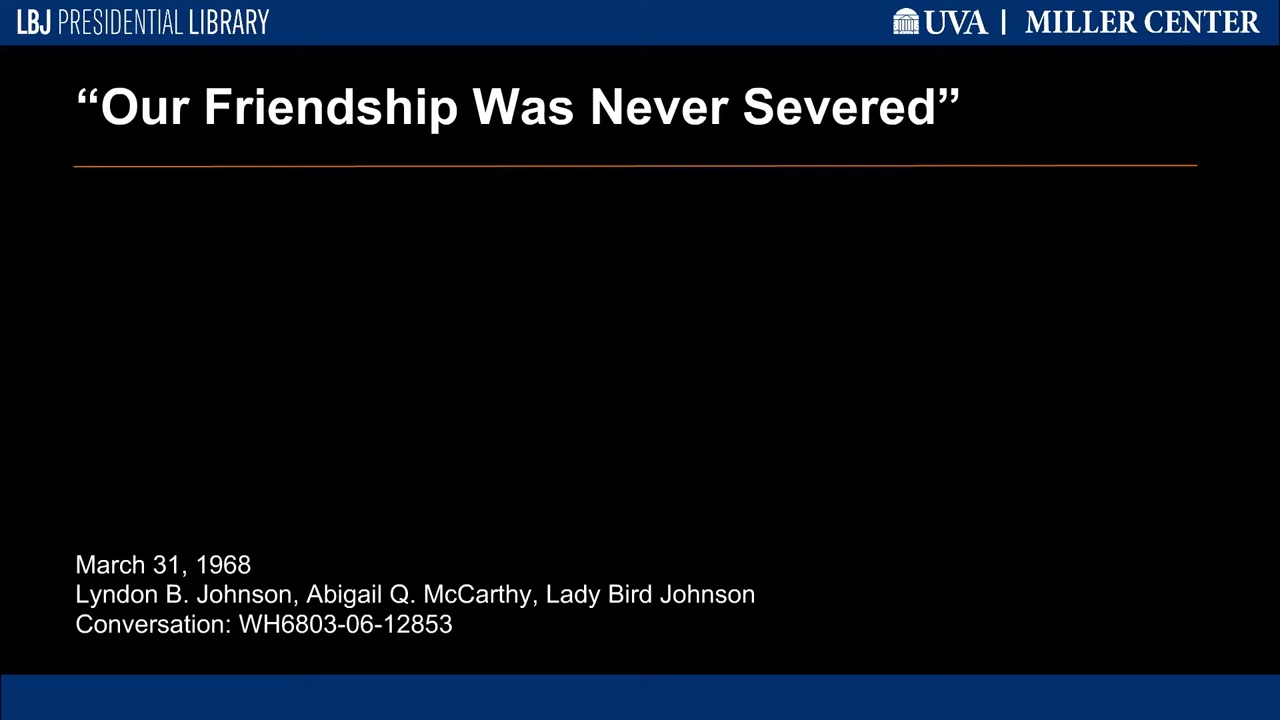 LBJ PRESIDENTIAL LIBRARY
UVA | MILLER CENTER
“Our Friendship Was Never Severed”
March 31, 1968
Lyndon B. Johnson, Abigail Q. McCarthy, Lady Bird Johnson
Conversation: WH6803-06-12853